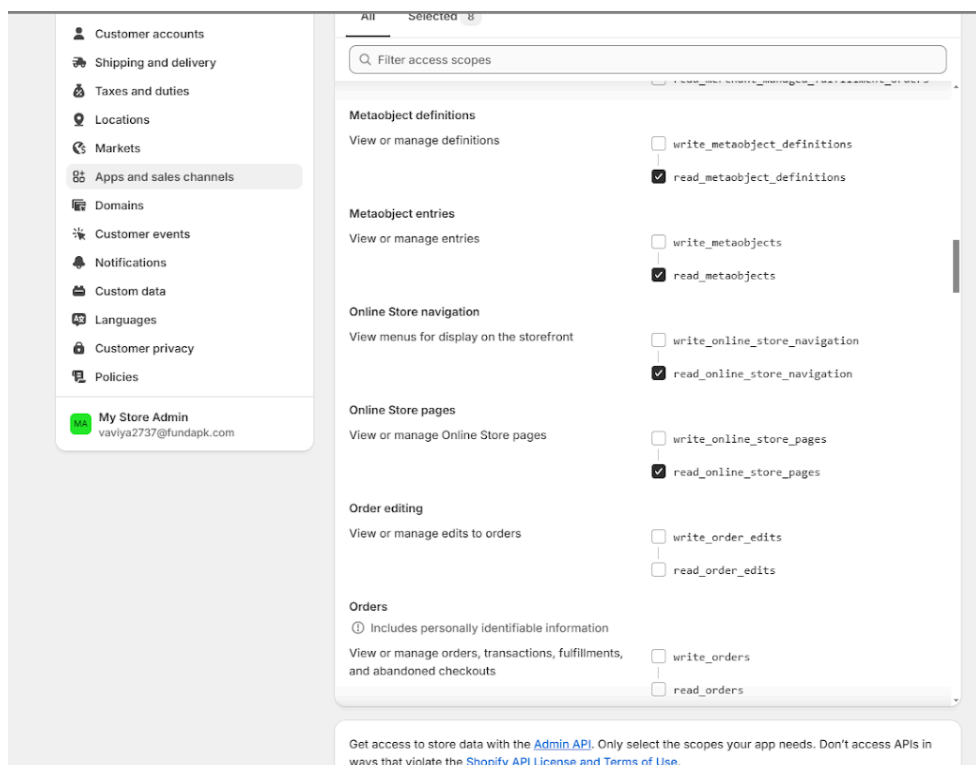 Customer accounts
Shipping and delivery
Taxes and duties
Locations
Markets
Apps and sales channels
Domains
Customer events
Notifications
Custom data
Languages
Customer privacy
Policies
MA
My Store Admin
vaviya2737@fundapk.com
All Selected 8
Filter access scopes
read_merchant_managed_fulfillment_orders
Metaobject definitions
View or manage definitions
write_metaobject_definitions
read_metaobject_definitions
Metaobject entries
View or manage entries
write_metaobjects
read_metaobjects
Online Store navigation
View menus for display on the storefront
write_online_store_navigation
read_online_store_navigation
Online Store pages
View or manage Online Store pages
write_online_store_pages
read_online_store_pages
Order editing
View or manage edits to orders
write_order_edits
read_order_edits
Orders
Includes personally identifiable information
View or manage orders, transactions, fulfillments,
and abandoned checkouts
write_orders
read_orders
Get access to store data with the Admin API. Only select the scopes your app needs. Don't access APIs in
ways that violate the Shopify API License and Terms of Use.